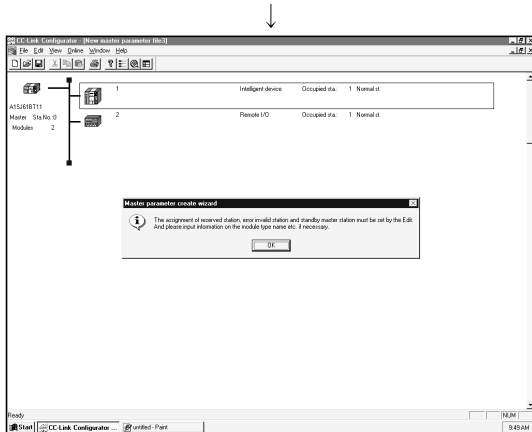 CC-Link Configurator - [New master parameter file3]
File Edit View Online Window Help
A1SJ61BT11
Master Sta.No.:0
Modules 2
1 Intelligent device Occupied sta.: 1 Normal st.
2 Remote I/O Occupied sta.: 1 Normal st.
Master parameter create wizard
The assignment of reserved station, error invalid station and standby master station must be set by the Edit.
And please input information on the module type name etc. if necessary.
OK
Ready NUM
Start CC-Link Configurator ... untitled - Paint 9:49 AM